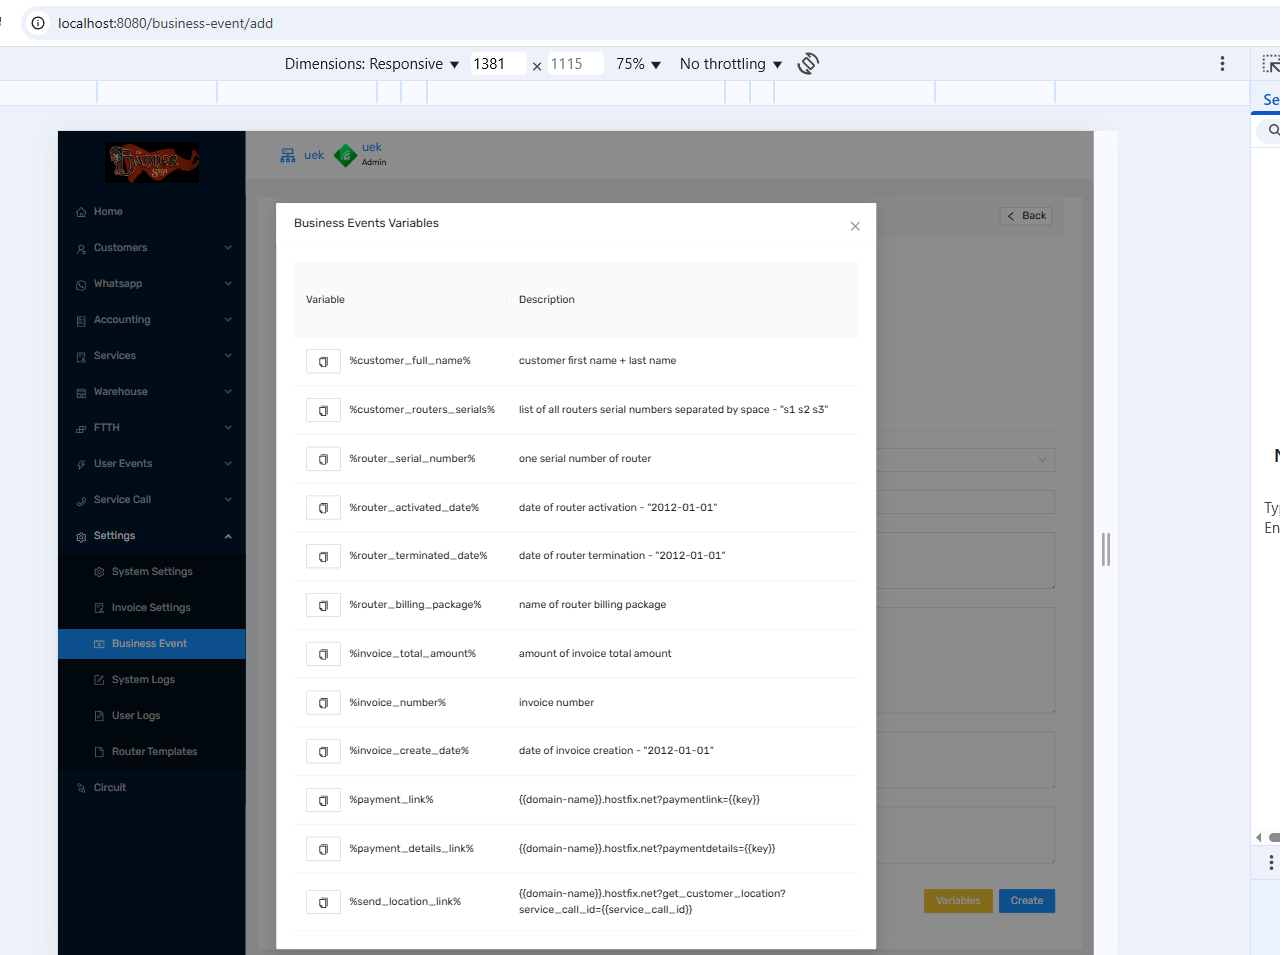 localhost:8080/business-event/add
Dimensions: Responsive ▼ 1381 × 1115 75% ▼ No throttling ▼
uek
uek
Admin
Home
Customers
Whatsapp
Accounting
Services
Warehouse
FTTH
User Events
Service Call
Settings
System Settings
Invoice Settings
Business Event
System Logs
User Logs
Router Templates
Circuit
Back
Business Events Variables
Variable Description
%customer_full_name% customer first name + last name
%customer_routers_serials% list of all routers serial numbers separated by space - "s1 s2 s3"
%router_serial_number% one serial number of router
%router_activated_date% date of router activation - "2012-01-01"
%router_terminated_date% date of router termination - "2012-01-01"
%router_billing_package% name of router billing package
%invoice_total_amount% amount of invoice total amount
%invoice_number% invoice number
%invoice_create_date% date of invoice creation - "2012-01-01"
%payment_link% {{domain-name}}.hostfix.net?paymentlink={{key}}
%payment_details_link% {{domain-name}}.hostfix.net?paymentdetails={{key}}
%send_location_link% {{domain-name}}.hostfix.net?get_customer_location?
service_call_id={{service_call_id}}
Variables Create